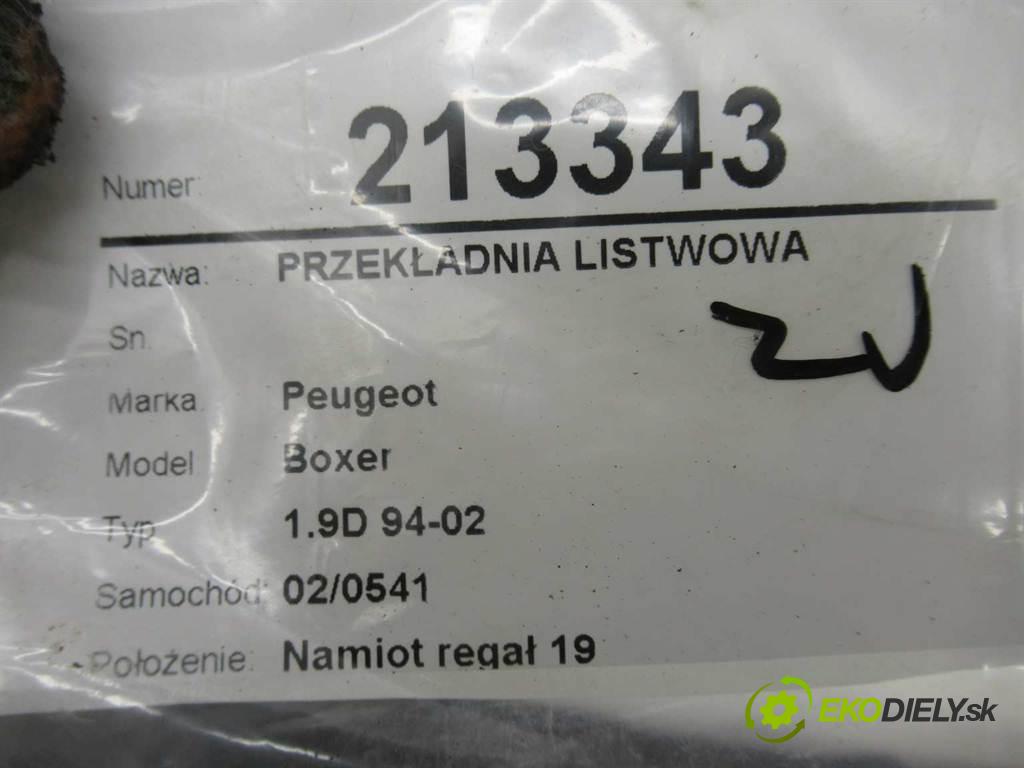 Numer: 213343
Nazwa: PRZEKŁADNIA LISTWOWA
Sn.
Marka. Peugeot
Model Boxer
Typ 1.9D 94-02
Samochód: 02/0541
Położenie: Namiot regał 19
EKODIELY.sk